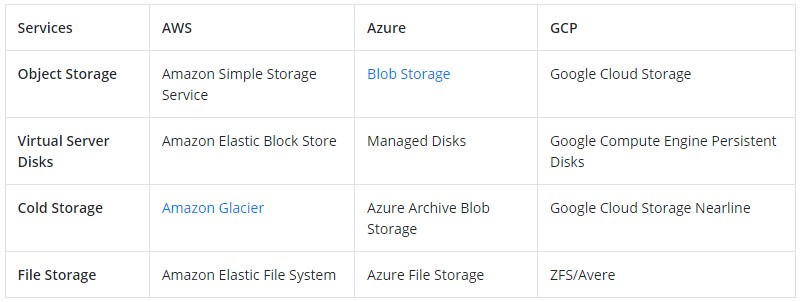 Services AWS Azure GCP
Object Storage Amazon Simple Storage Blob Storage Google Cloud Storage
Service
Virtual Server Amazon Elastic Block Store Managed Disks Google Compute Engine Persistent
Disks Disks
Cold Storage Amazon Glacier Azure Archive Blob Google Cloud Storage Nearline
Storage
File Storage Amazon Elastic File System Azure File Storage ZFS/Avere